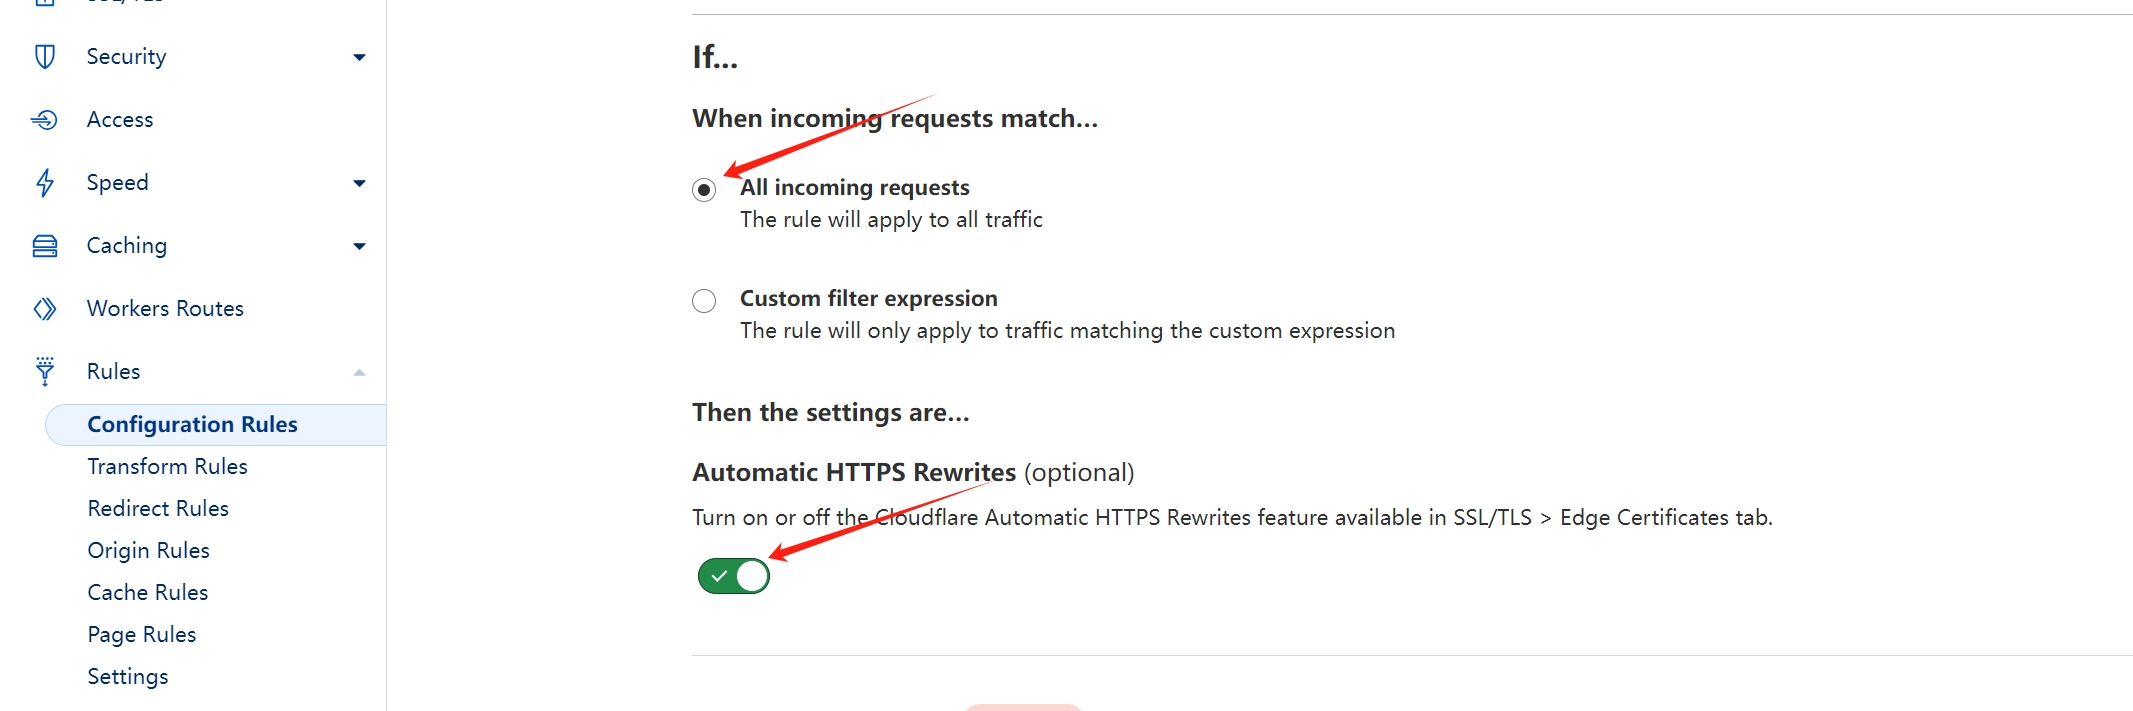 Security
Access
Speed
Caching
Workers Routes
Rules
Configuration Rules
Transform Rules
Redirect Rules
Origin Rules
Cache Rules
Page Rules
Settings
If...
When incoming requests match...
All incoming requests
The rule will apply to all traffic
Custom filter expression
The rule will only apply to traffic matching the custom expression
Then the settings are...
Automatic HTTPS Rewrites (optional)
Turn on or off the Cloudflare Automatic HTTPS Rewrites feature available in SSL/TLS > Edge Certificates tab.